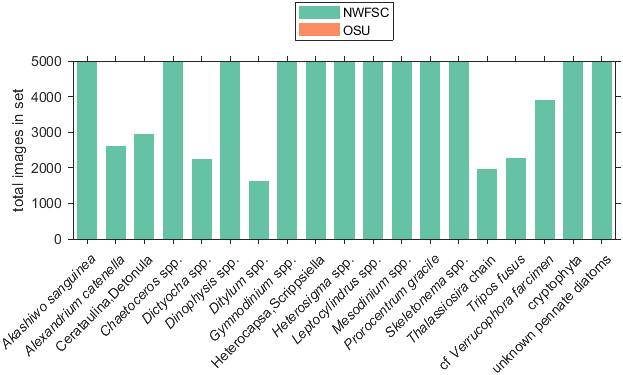 NWFSC
OSU
total images in set
5000
4000
3000
2000
1000
0
Akashiwo sanguinea
Alexandrium catenella
Cerataulina,Detonula
Chaetoceros spp.
Dictyocha spp.
Dinophysis spp.
Ditylum spp.
Gymnodinium spp.
Heterocapsa,Scrippsiella
Heterosigma spp.
Leptocylindrus spp.
Mesodinium spp.
Prorocentrum gracile
Skeletonema spp.
Thalassiosira chain
Tripos fusus
cf Verrucophora farcimen
cryptophyta
unknown pennate diatoms